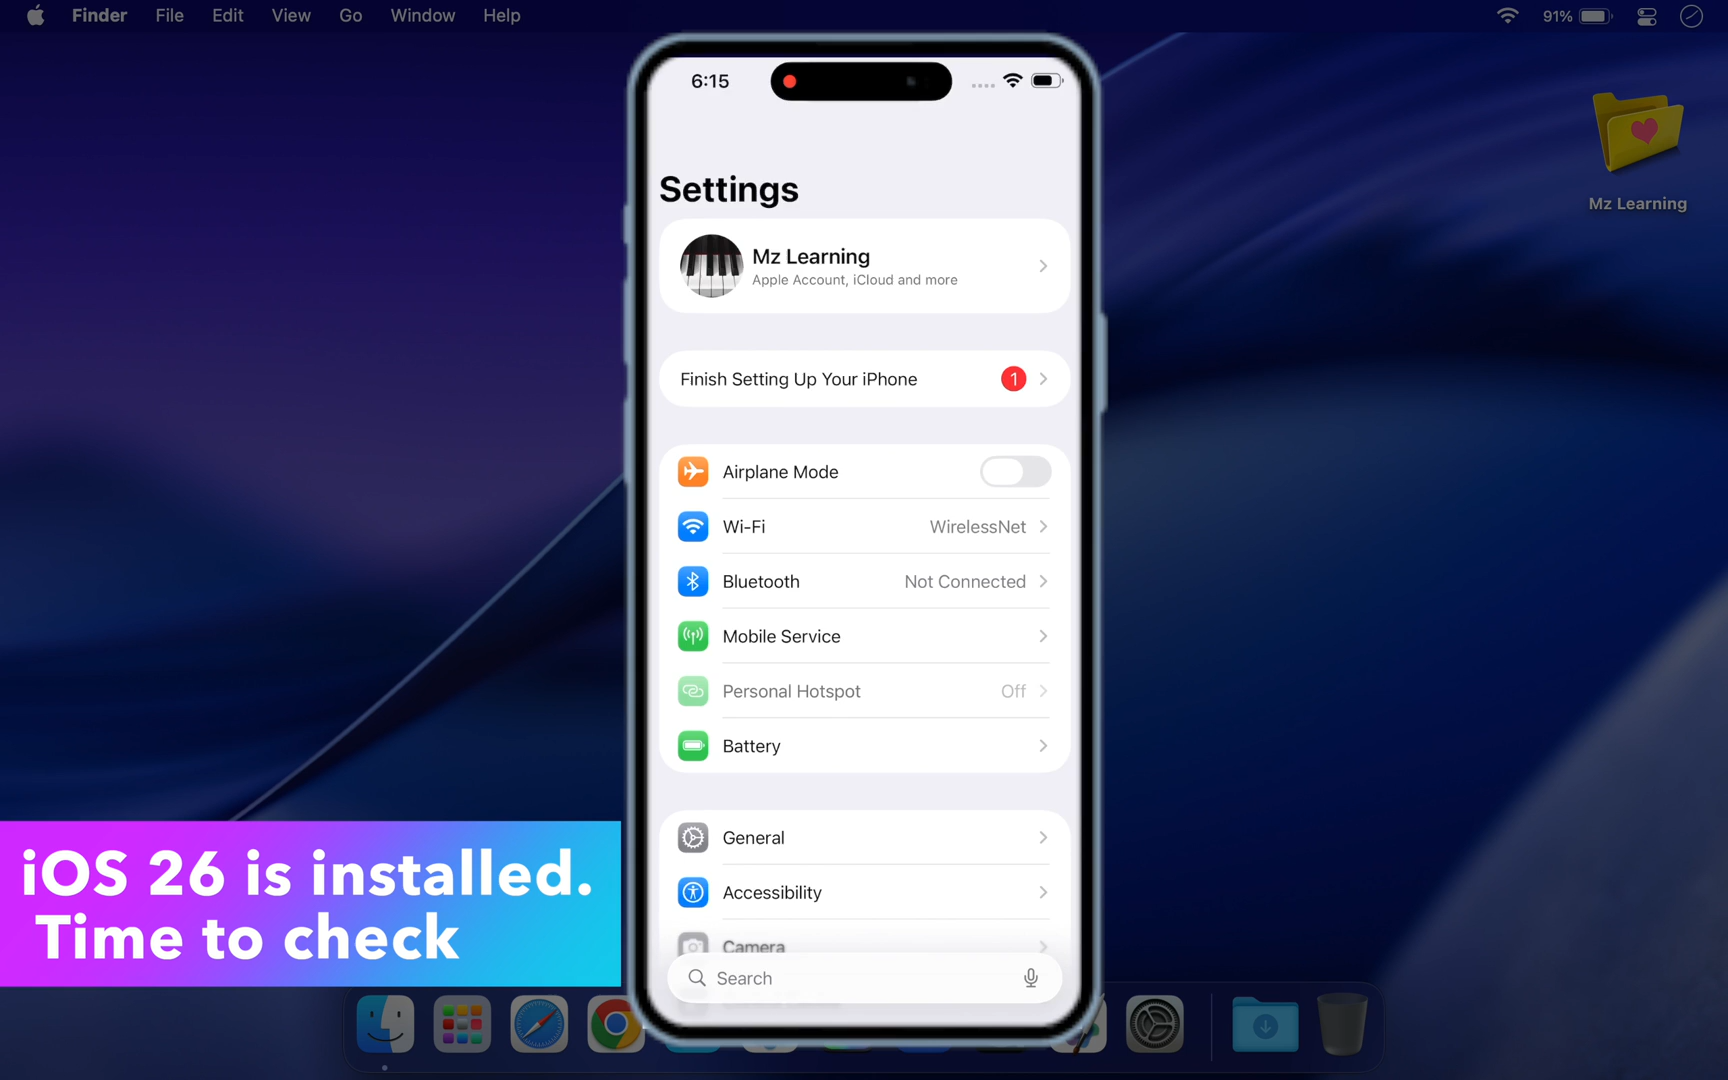 Finder File Edit View Go Window Help 91%
6:15
Mz Learning
Settings
Mz Learning
Apple Account, iCloud and more
Finish Setting Up Your iPhone 1
Airplane Mode
Wi-Fi WirelessNet
Bluetooth Not Connected
Mobile Service
Personal Hotspot Off
Battery
General
Accessibility
Camera
Search
iOS 26 is installed.
Time to check